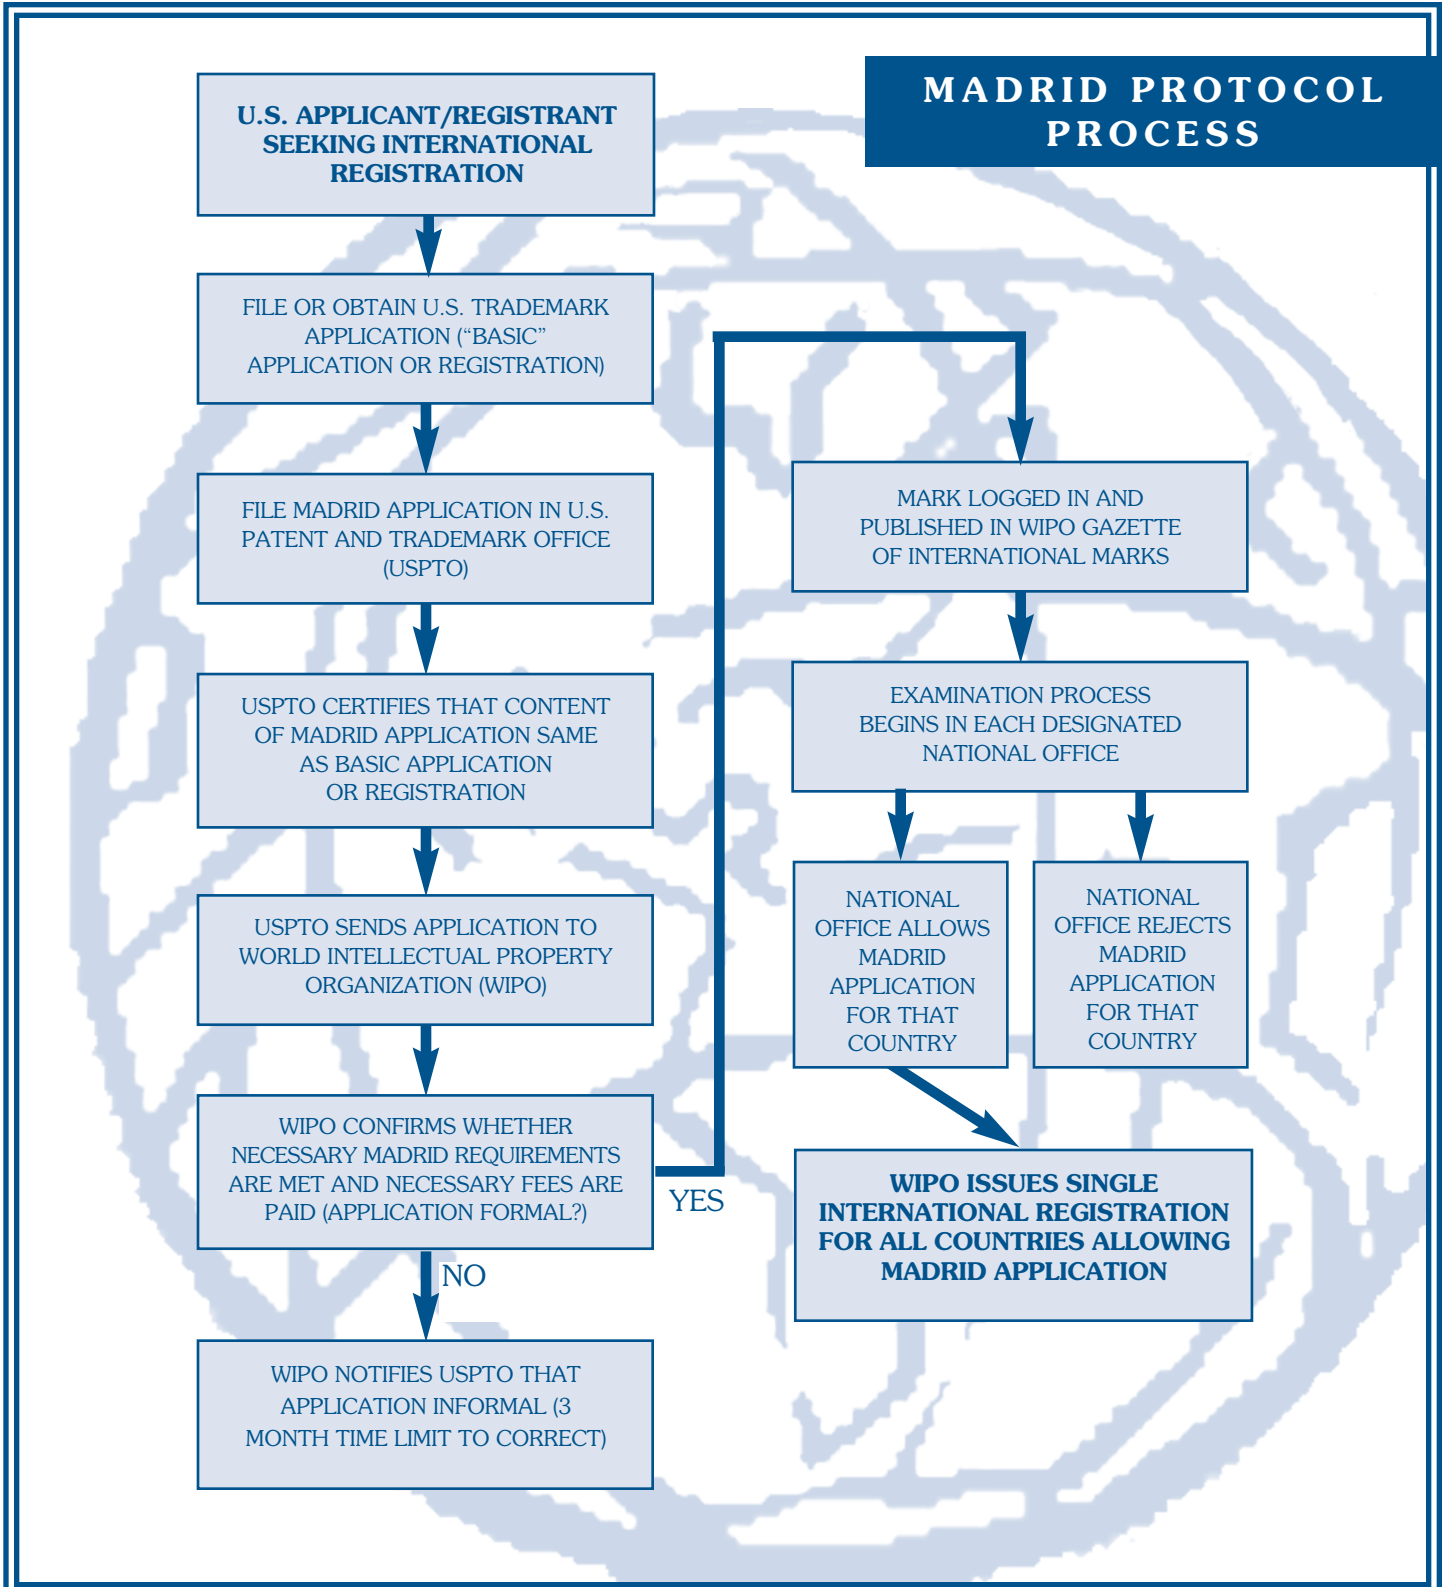 MADRID PROTOCOL
PROCESS
U.S. APPLICANT/REGISTRANT
SEEKING INTERNATIONAL
REGISTRATION
FILE OR OBTAIN U.S. TRADEMARK
APPLICATION (“BASIC”
APPLICATION OR REGISTRATION)
FILE MADRID APPLICATION IN U.S.
PATENT AND TRADEMARK OFFICE
(USPTO)
USPTO CERTIFIES THAT CONTENT
OF MADRID APPLICATION SAME
AS BASIC APPLICATION
OR REGISTRATION
USPTO SENDS APPLICATION TO
WORLD INTELLECTUAL PROPERTY
ORGANIZATION (WIPO)
WIPO CONFIRMS WHETHER
NECESSARY MADRID REQUIREMENTS
ARE MET AND NECESSARY FEES ARE
PAID (APPLICATION FORMAL?)
YES
NO
WIPO NOTIFIES USPTO THAT
APPLICATION INFORMAL (3
MONTH TIME LIMIT TO CORRECT)
MARK LOGGED IN AND
PUBLISHED IN WIPO GAZETTE
OF INTERNATIONAL MARKS
EXAMINATION PROCESS
BEGINS IN EACH DESIGNATED
NATIONAL OFFICE
NATIONAL
OFFICE ALLOWS
MADRID
APPLICATION
FOR THAT
COUNTRY
NATIONAL
OFFICE REJECTS
MADRID
APPLICATION
FOR THAT
COUNTRY
WIPO ISSUES SINGLE
INTERNATIONAL REGISTRATION
FOR ALL COUNTRIES ALLOWING
MADRID APPLICATION